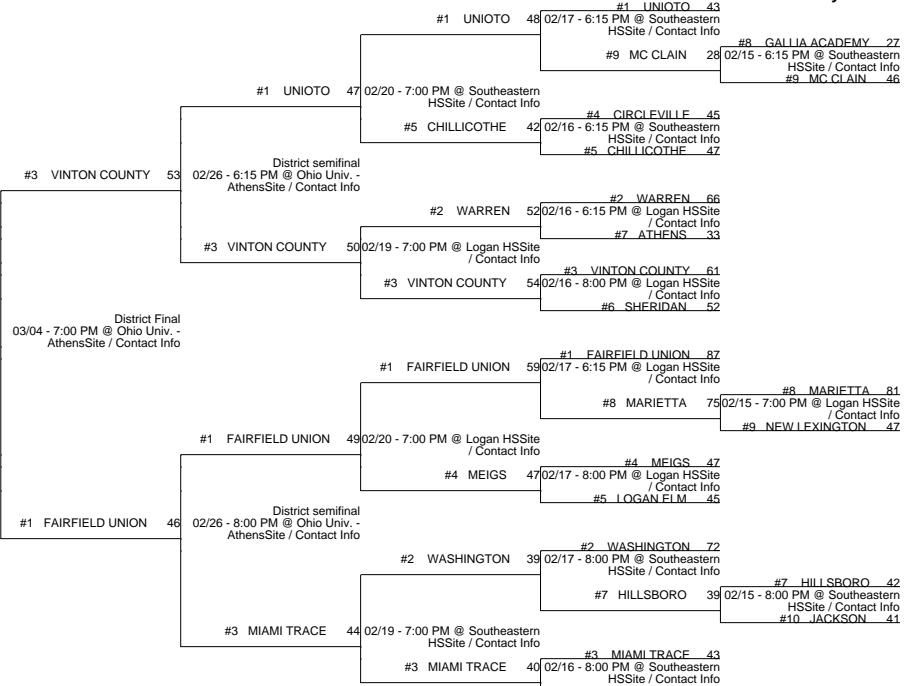 #1 UNIOTO 43
#1 UNIOTO 48 02/17 - 6:15 PM @ Southeastern
HSSite / Contact Info
#8 GALLIA ACADEMY 27
#9 MC CLAIN 28 02/15 - 6:15 PM @ Southeastern
HSSite / Contact Info
#9 MC CLAIN 46
#1 UNIOTO 47 02/20 - 7:00 PM @ Southeastern
HSSite / Contact Info
#4 CIRCLEVILLE 45
#5 CHILLICOTHE 42 02/16 - 6:15 PM @ Southeastern
HSSite / Contact Info
#5 CHILLICOTHE 47
District semifinal
#3 VINTON COUNTY 53 02/26 - 6:15 PM @ Ohio Univ. -
AthensSite / Contact Info
#2 WARREN 66
#2 WARREN 52 02/16 - 6:15 PM @ Logan HSSite
/ Contact Info
#7 ATHENS 33
#3 VINTON COUNTY 50 02/19 - 7:00 PM @ Logan HSSite
/ Contact Info
#3 VINTON COUNTY 61
#3 VINTON COUNTY 54 02/16 - 8:00 PM @ Logan HSSite
/ Contact Info
#6 SHERIDAN 52
District Final
03/04 - 7:00 PM @ Ohio Univ. -
AthensSite / Contact Info
#1 FAIRFIELD UNION 87
#1 FAIRFIELD UNION 59 02/17 - 6:15 PM @ Logan HSSite
/ Contact Info
#8 MARIETTA 81
#8 MARIETTA 75 02/15 - 7:00 PM @ Logan HSSite
/ Contact Info
#9 NEW LEXINGTON 47
#1 FAIRFIELD UNION 49 02/20 - 7:00 PM @ Logan HSSite
/ Contact Info
#4 MEIGS 47
#4 MEIGS 47 02/17 - 8:00 PM @ Logan HSSite
/ Contact Info
#5 LOGAN ELM 45
District semifinal
#1 FAIRFIELD UNION 46 02/26 - 8:00 PM @ Ohio Univ. -
AthensSite / Contact Info
#2 WASHINGTON 72
#2 WASHINGTON 39 02/17 - 8:00 PM @ Southeastern
HSSite / Contact Info
#7 HILLSBORO 42
#7 HILLSBORO 39 02/15 - 8:00 PM @ Southeastern
HSSite / Contact Info
#10 JACKSON 41
#3 MIAMI TRACE 44 02/19 - 7:00 PM @ Southeastern
HSSite / Contact Info
#3 MIAMI TRACE 43
#3 MIAMI TRACE 40 02/16 - 8:00 PM @ Southeastern
HSSite / Contact Info